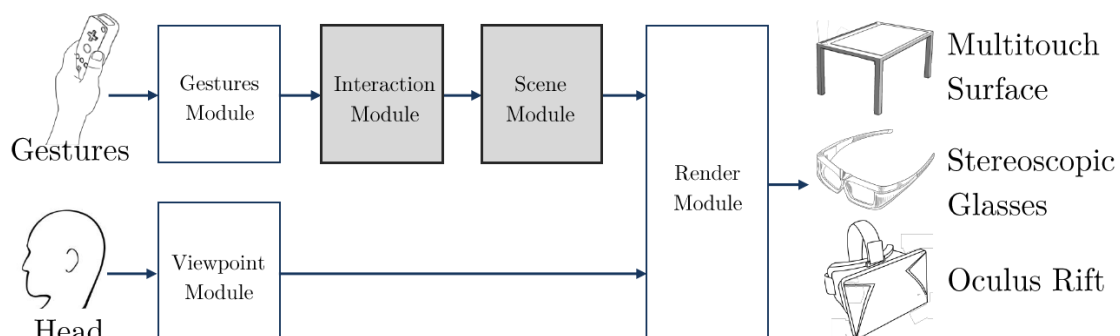 Gestures
Gestures
Module
Interaction
Module
Scene
Module
Render
Module
Multitouch
Surface
Stereoscopic
Glasses
Oculus Rift
Viewpoint
Module
Head